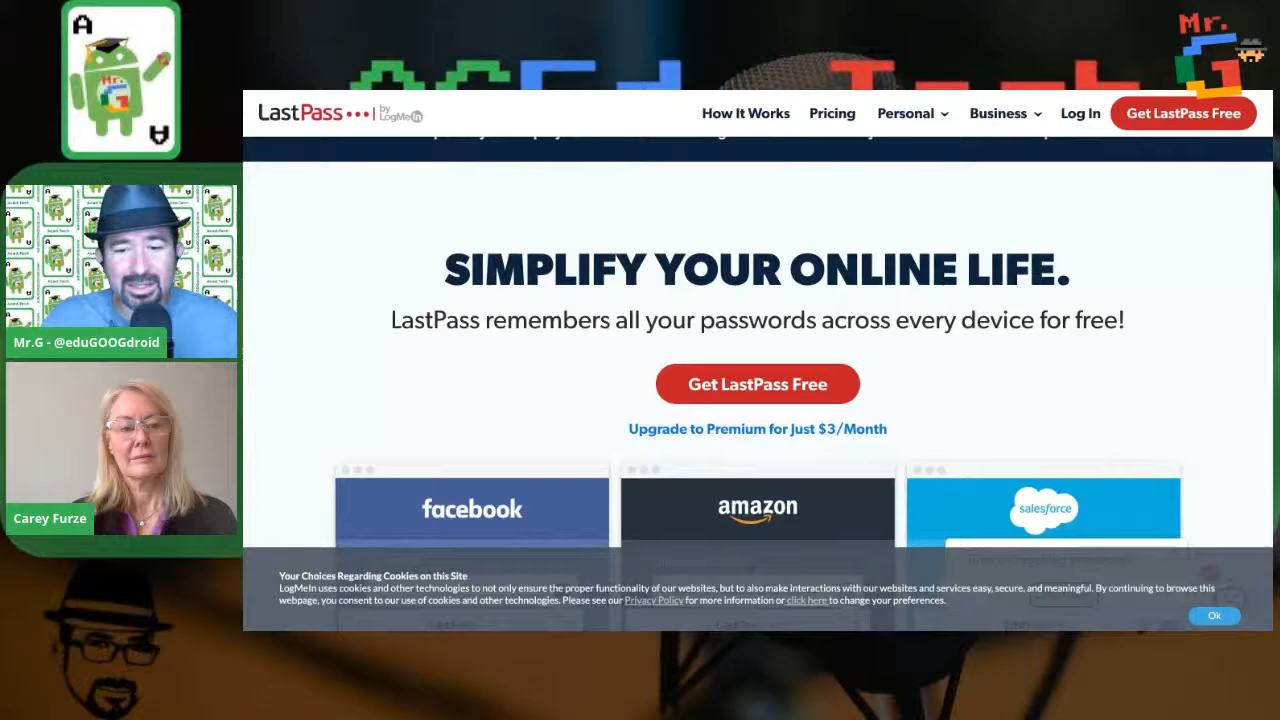 A
Mr.
G
A
ACEd Tech
Mr.
G
LastPass •••| by LogMeIn
How It Works
Pricing
Personal
Business
Log In
Get LastPass Free
SIMPLIFY YOUR ONLINE LIFE.
LastPass remembers all your passwords across every device for free!
Get LastPass Free
Upgrade to Premium for Just $3/Month
facebook
amazon
salesforce
Mr.G - @eduGOOGdroid
Carey Furze
Your Choices Regarding Cookies on this Site
LogMeIn uses cookies and other technologies to not only ensure the proper functionality of our websites, but to also make interactions with our websites and services easy, secure, and meaningful. By continuing to browse this
webpage, you consent to our use of cookies and other technologies. Please see our Privacy Policy for more information or click here to change your preferences.
Ok